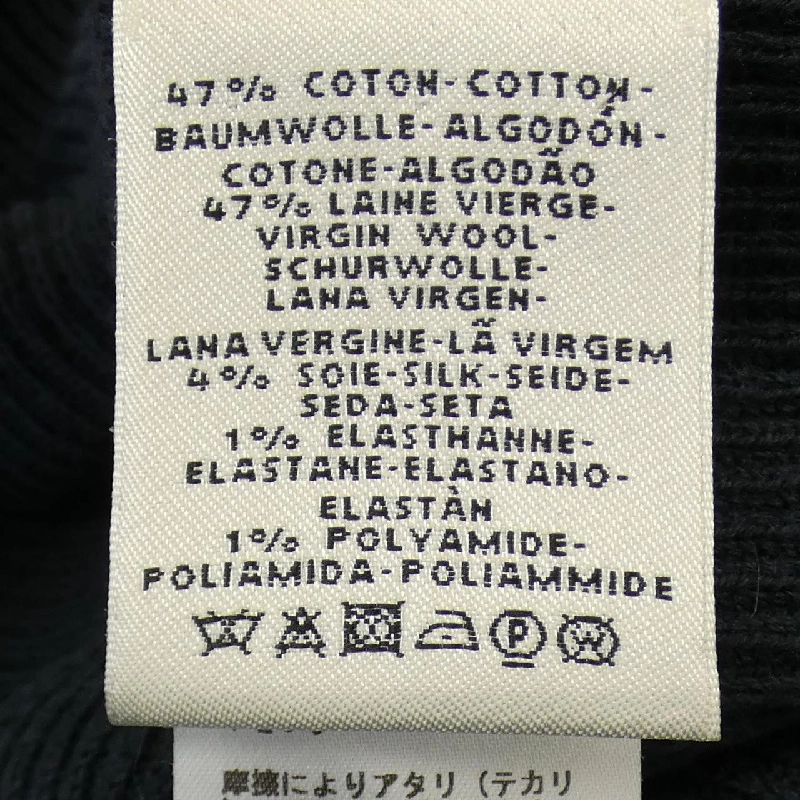 47% COTON-COTTON-
BAUMWOLLE-ALGODÓN-
COTONE-ALGODÃO
47% LAINE VIERGE-
VIRGIN WOOL-
SCHURWOLLE-
LANA VIRGEN-
LANA VERGINE-LÃ VIRGEM
4% SOIE-SILK-SEIDE-
SEDA-SETA
1% ELASTHANNE-
ELASTANE-ELASTANO-
ELASTÀN
1% POLYAMIDE-
POLIAMIDA-POLIAMMIDE
P W
摩擦によりアタリ（テカリ